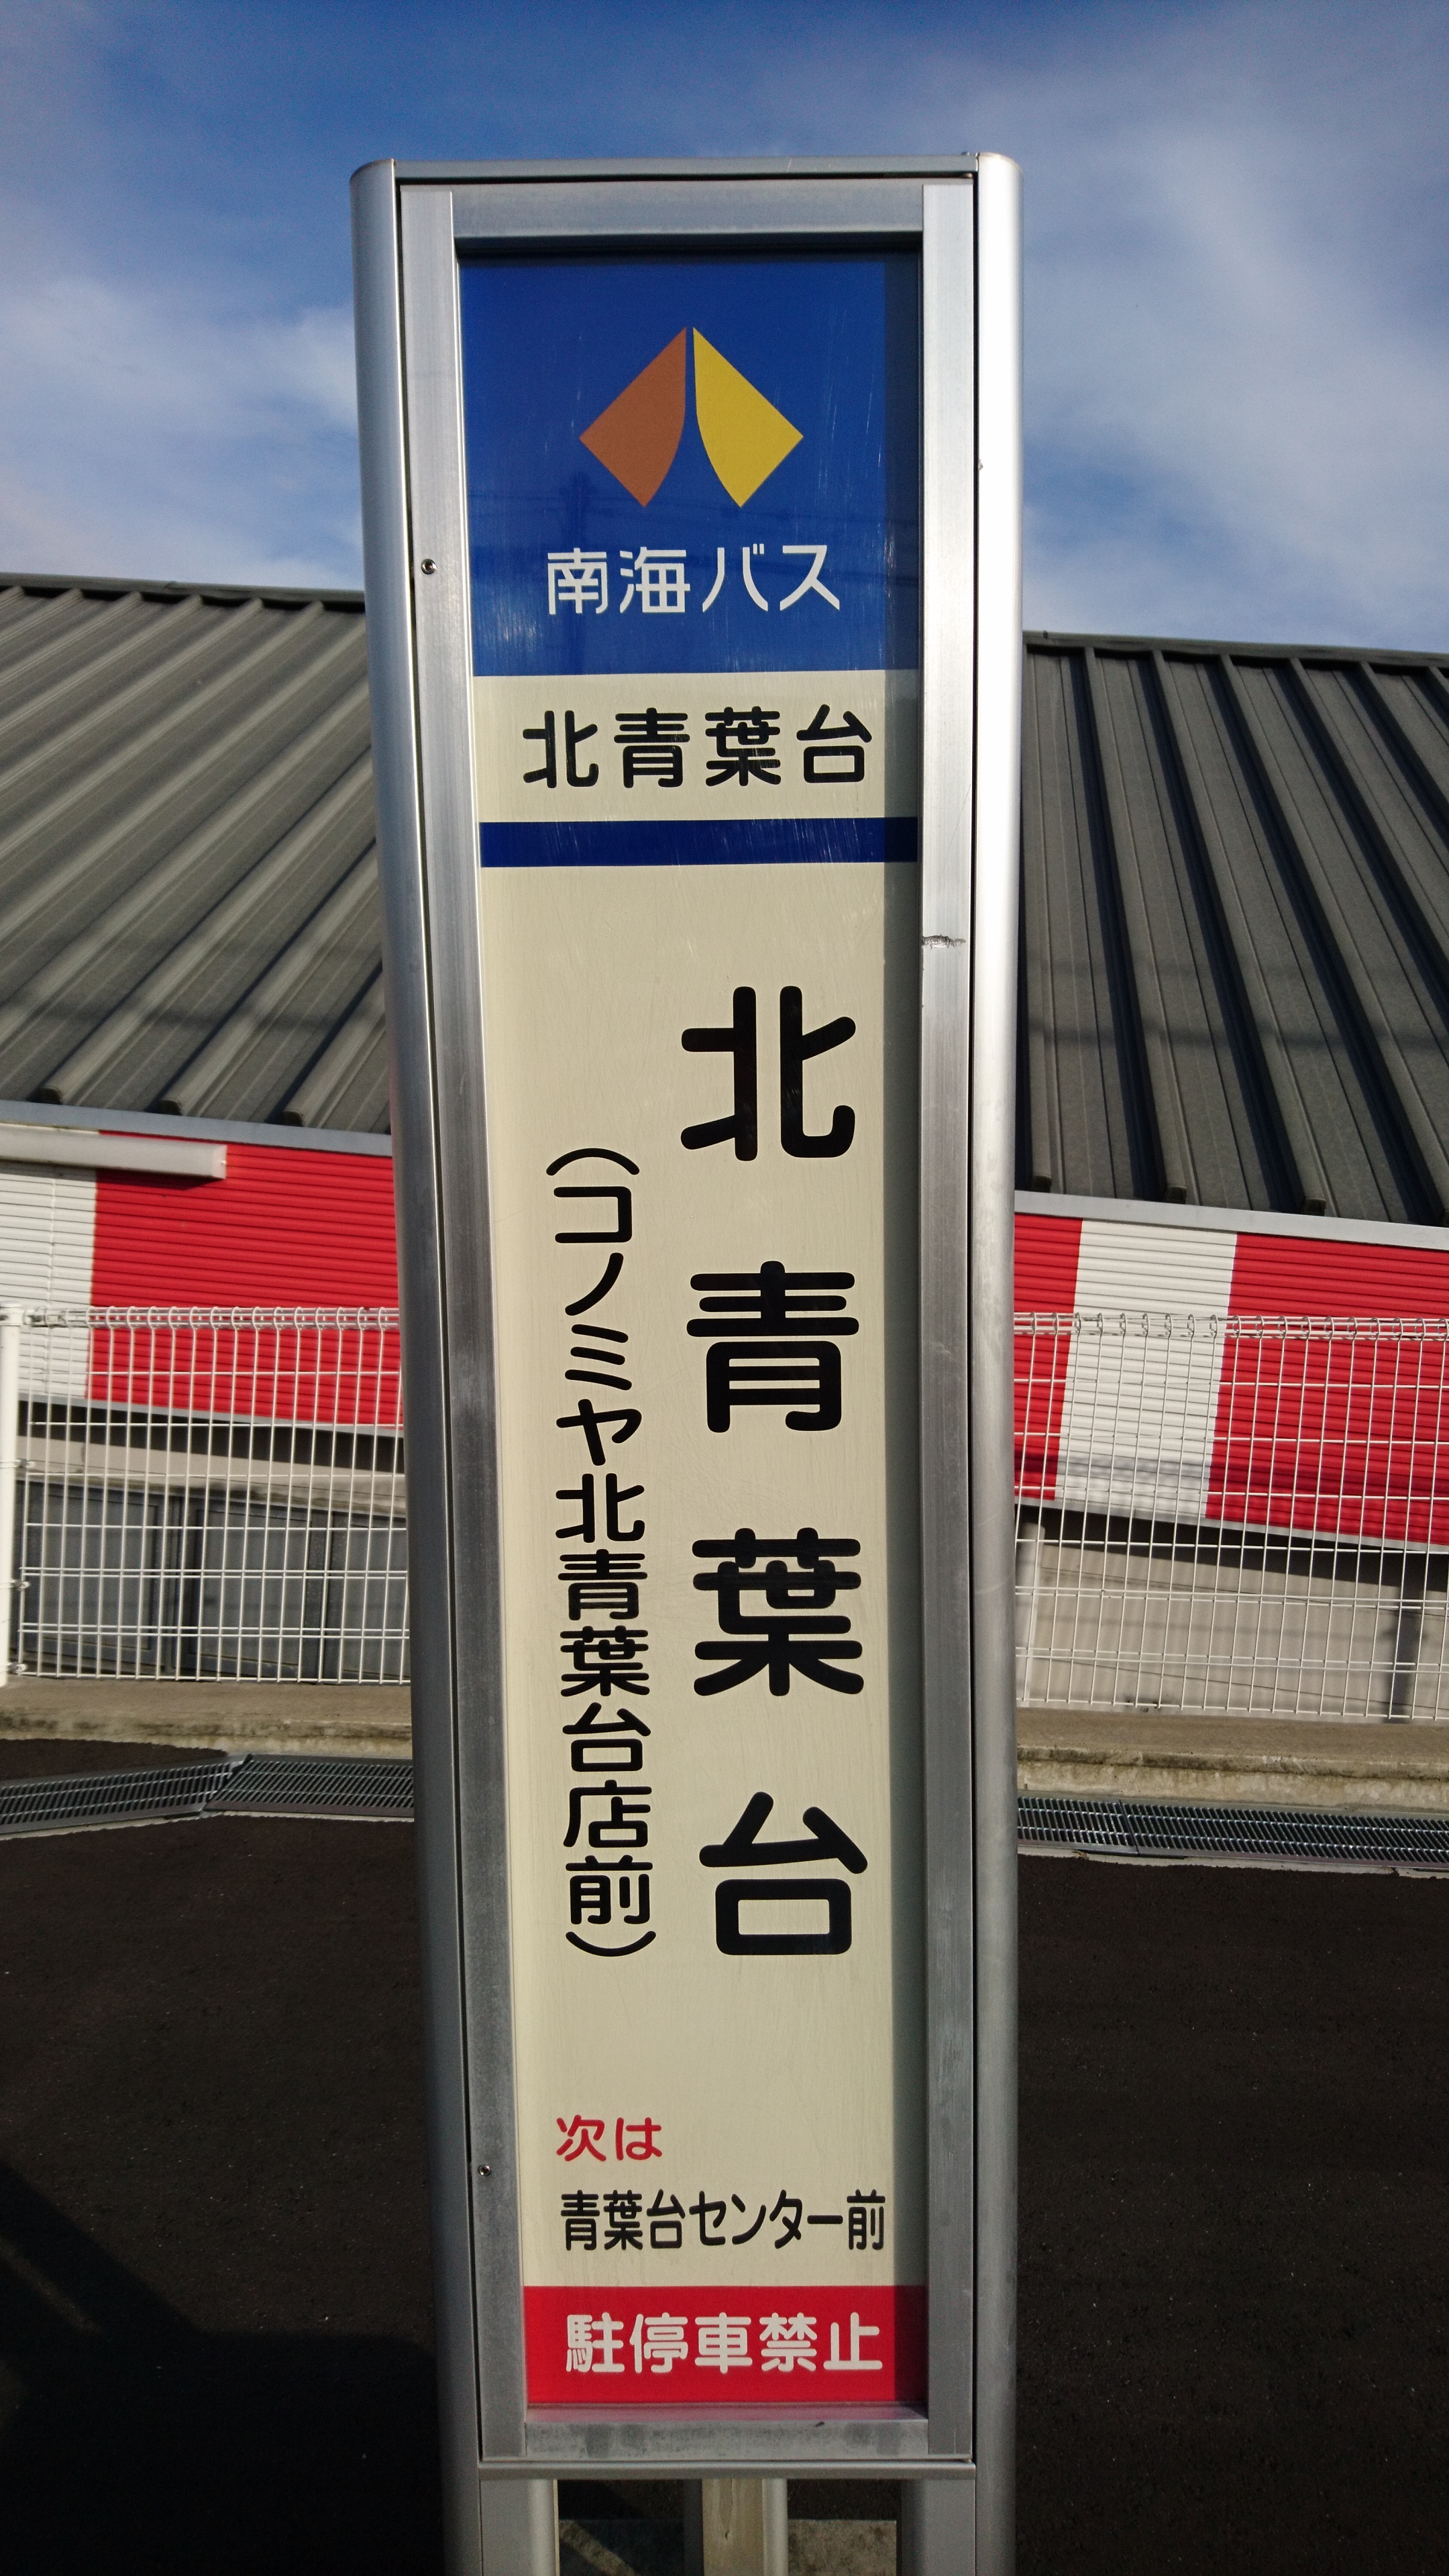 南海バス
北青葉台
北青葉台
(コノミヤ北青葉台店前)
次は
青葉台センター前
駐停車禁止